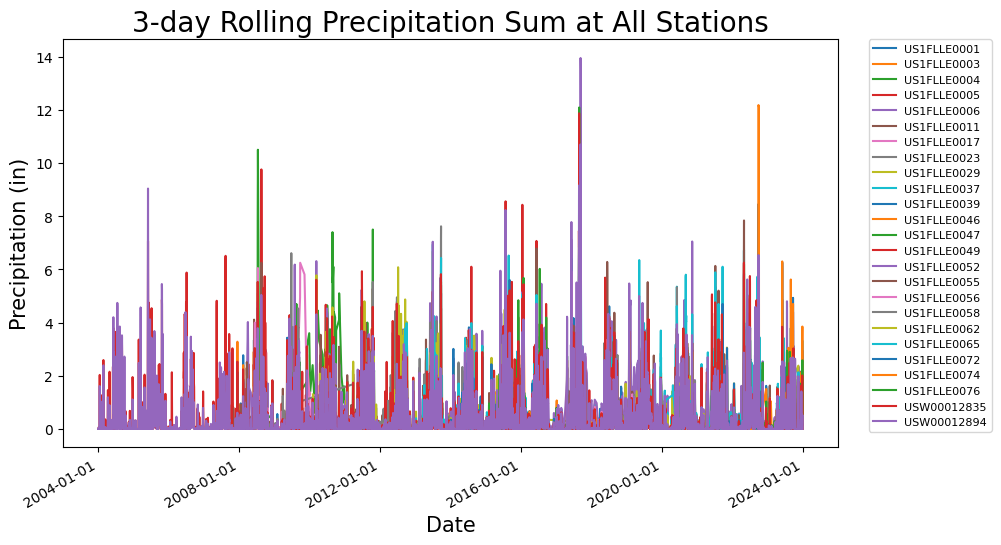 3-day Rolling Precipitation Sum at All Stations
Precipitation (in)
14
12
10
8
6
4
2
0
2004-01-01
2008-01-01
2012-01-01
2016-01-01
2020-01-01
2024-01-01
Date
US1FLLE0001
US1FLLE0003
US1FLLE0004
US1FLLE0005
US1FLLE0006
US1FLLE0011
US1FLLE0017
US1FLLE0023
US1FLLE0029
US1FLLE0037
US1FLLE0039
US1FLLE0046
US1FLLE0047
US1FLLE0049
US1FLLE0052
US1FLLE0055
US1FLLE0056
US1FLLE0058
US1FLLE0062
US1FLLE0065
US1FLLE0072
US1FLLE0074
US1FLLE0076
USW00012835
USW00012894